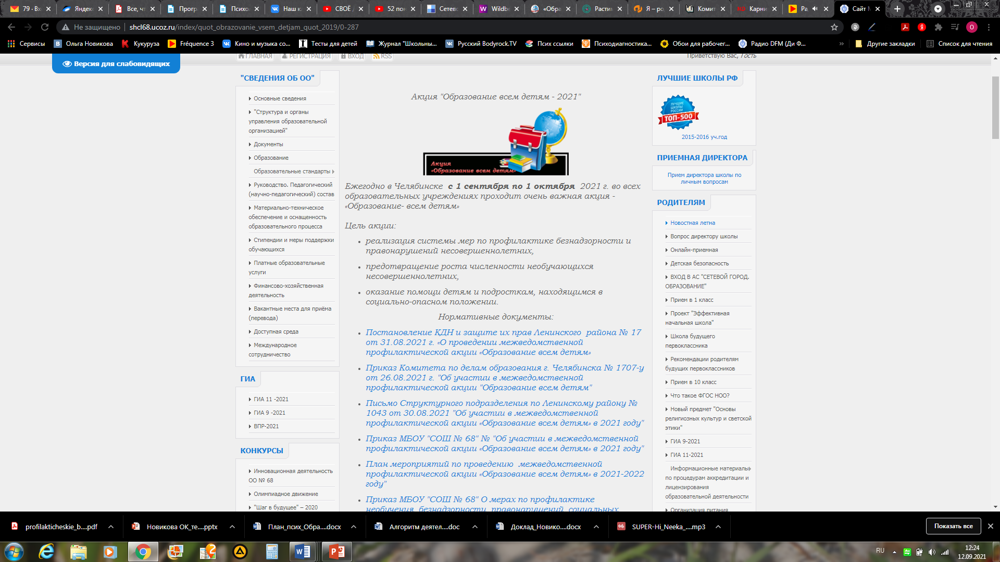 79 · Вх
Яндекс
Все, чт
Програ
Психол
Наш к
СВОЁ Д
52 пон
Сетево
Wildbe
«Обра
Растим
Я – ро
Комит
Карни
Ра
Сайт М
Не защищено
shcl68.ucoz.ru/index/quot_obrazovanie_vsem_detjam_quot_2019/0-287
Сервисы
Ольга Новикова
Кукуруза
Fréquence 3
Кино и музыка со...
Тесты для детей
Журнал "Школьны...
Русский Bodyrock.TV
Псих ссылки
Психодиагностика...
Обои для рабочег...
Радио DFM (Ди Ф...
Другие закладки
Список для чтения
Версия для слабовидящих
ГЛАВНАЯ
РЕГИСТРАЦИЯ
ВХОД
RSS
Приветствую Вас, Гость
"СВЕДЕНИЯ ОБ ОО"
Основные сведения
"Структура и органы
управления образовательной
организацией"
Документы
Образование
Образовательные стандарты
Руководство. Педагогический
(научно-педагогический) состав
Материально-техническое
обеспечение и оснащенность
образовательного процесса
Стипендии и меры поддержки
обучающихся
Платные образовательные
услуги
Финансово-хозяйственная
деятельность
Вакантные места для приёма
(перевода)
Доступная среда
Международное
сотрудничество
ГИА
ГИА 11 -2021
ГИА 9 -2021
ВПР-2021
КОНКУРСЫ
Инновационная деятельность
ОО № 68
Олимпиадное движение
"Шаг в будущее" – 2020
Акция "Образование всем детям - 2021"
Акция
«Образование всем детям»
Ежегодно в Челябинске с 1 сентября по 1 октября 2021 г. во всех
образовательных учреждениях проходит очень важная акция -
«Образование- всем детям»
Цель акции:
реализация системы мер по профилактике безнадзорности и
правонарушений несовершеннолетних,
предотвращение роста численности необучающихся
несовершеннолетних,
оказание помощи детям и подросткам, находящимся в
социально-опасном положении.
Нормативные документы:
Постановление КДН и защите их прав Ленинского района № 17
от 31.08.2021 г. «О проведении межведомственной
профилактической акции «Образование всем детям»
Приказ Комитета по делам образования г. Челябинска № 1707-у
от 26.08.2021 г. "Об участии в межведомственной
профилактической акции "Образование всем детям"
Письмо Структурного подразделения по Ленинскому району №
1043 от 30.08.2021 "Об участии в межведомственной
профилактической акции «Образование всем детям» в 2021 году"
Приказ МБОУ "СОШ № 68" № "Об участии в межведомственной
профилактической акции «Образование всем детям» в 2021 году"
План мероприятий по проведению межведомственной
профилактической акции «Образование всем детям» в 2021-2022
году"
Приказ МБОУ "СОШ № 68" О мерах по профилактике
необучения, безнадзорности, правонарушений, социальных
ЛУЧШИЕ ШКОЛЫ РФ
ЛУЧШИЕ
ШКОЛЫ
РОССИИ
ТОП-500
2015-2016 уч.год
ПРИЕМНАЯ ДИРЕКТОРА
Прием директора школы по
личным вопросам
РОДИТЕЛЯМ
Новостная летна
Вопрос директору школы
Онлайн-приемная
Детская безопасность
ВХОД В АС "СЕТЕВОЙ ГОРОД.
ОБРАЗОВАНИЕ"
Прием в 1 класс
Проект "Эффективная
начальная школа"
Школа будущего
первоклассника
Рекомендации родителям
будущих первоклассников
Прием в 10 класс
Что такое ФГОС НОО?
Новый предмет "Основы
религиозных культур и светской
этики"
ГИА 9-2021
ГИА 11-2021
Информационные материалы
по процедурам аккредитации и
лицензирования
образовательной деятельности
Организация питания
profilakticheskie_b....pdf
Новикова ОК_те....pptx
План_псих_Обра....docx
Алгоритм деятел....doc
Доклад_Новико....docx
SUPER-Hi_Neeka_....mp3
Показать все
RU
12:24
12.09.2021